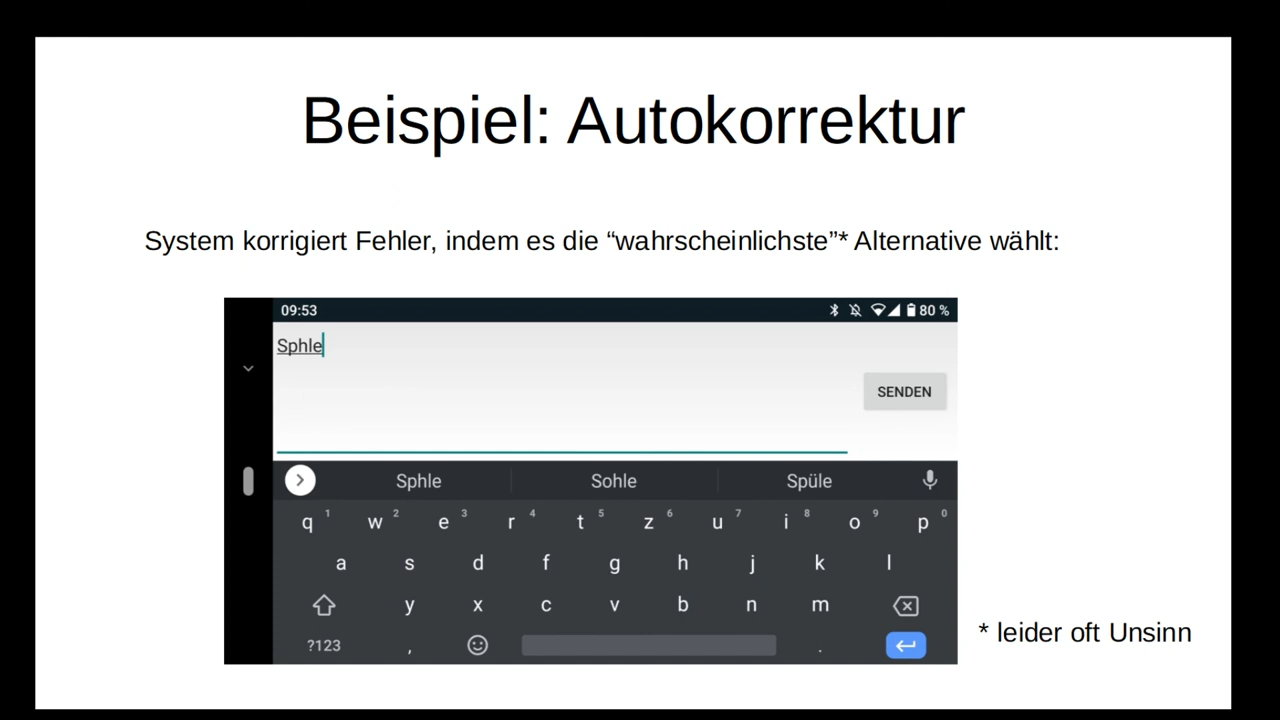 Beispiel: Autokorrektur
System korrigiert Fehler, indem es die “wahrscheinlichste”* Alternative wählt:
09:53 80 %
Sphle
SENDEN
Sphle Sohle Spüle
q 1 w 2 e 3 r 4 t 5 z 6 u 7 i 8 o 9 p 0
a s d f g h j k l
y x c v b n m
?123 , .
* leider oft Unsinn